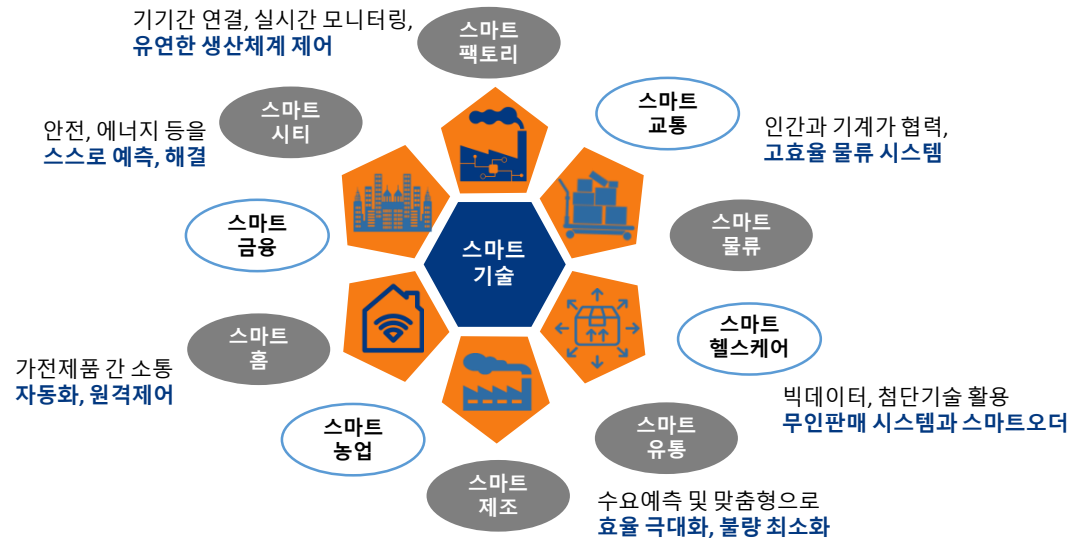 기기간 연결, 실시간 모니터링,
유연한 생산체계 제어
스마트
팩토리
스마트
시티
스마트
교통
안전, 에너지 등을
스스로 예측, 해결
인간과 기계가 협력,
고효율 물류 시스템
스마트
금융
스마트
기술
스마트
물류
스마트
홈
스마트
헬스케어
가전제품 간 소통
자동화, 원격제어
빅데이터, 첨단기술 활용
무인판매 시스템과 스마트오더
스마트
농업
스마트
유통
스마트
제조
수요예측 및 맞춤형으로
효율 극대화, 불량 최소화